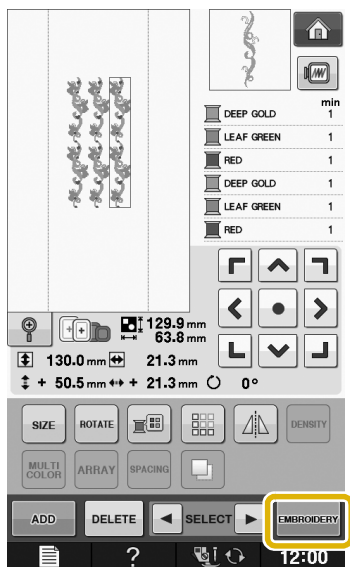 min
DEEP GOLD 1
LEAF GREEN 1
RED 1
DEEP GOLD 1
LEAF GREEN 1
RED 1
129.9 mm
63.8 mm
130.0 mm 21.3 mm
+ 50.5 mm + 21.3 mm 0°
SIZE ROTATE DENSITY
MULTI COLOR ARRAY SPACING
ADD DELETE SELECT EMBROIDERY
? 12:00